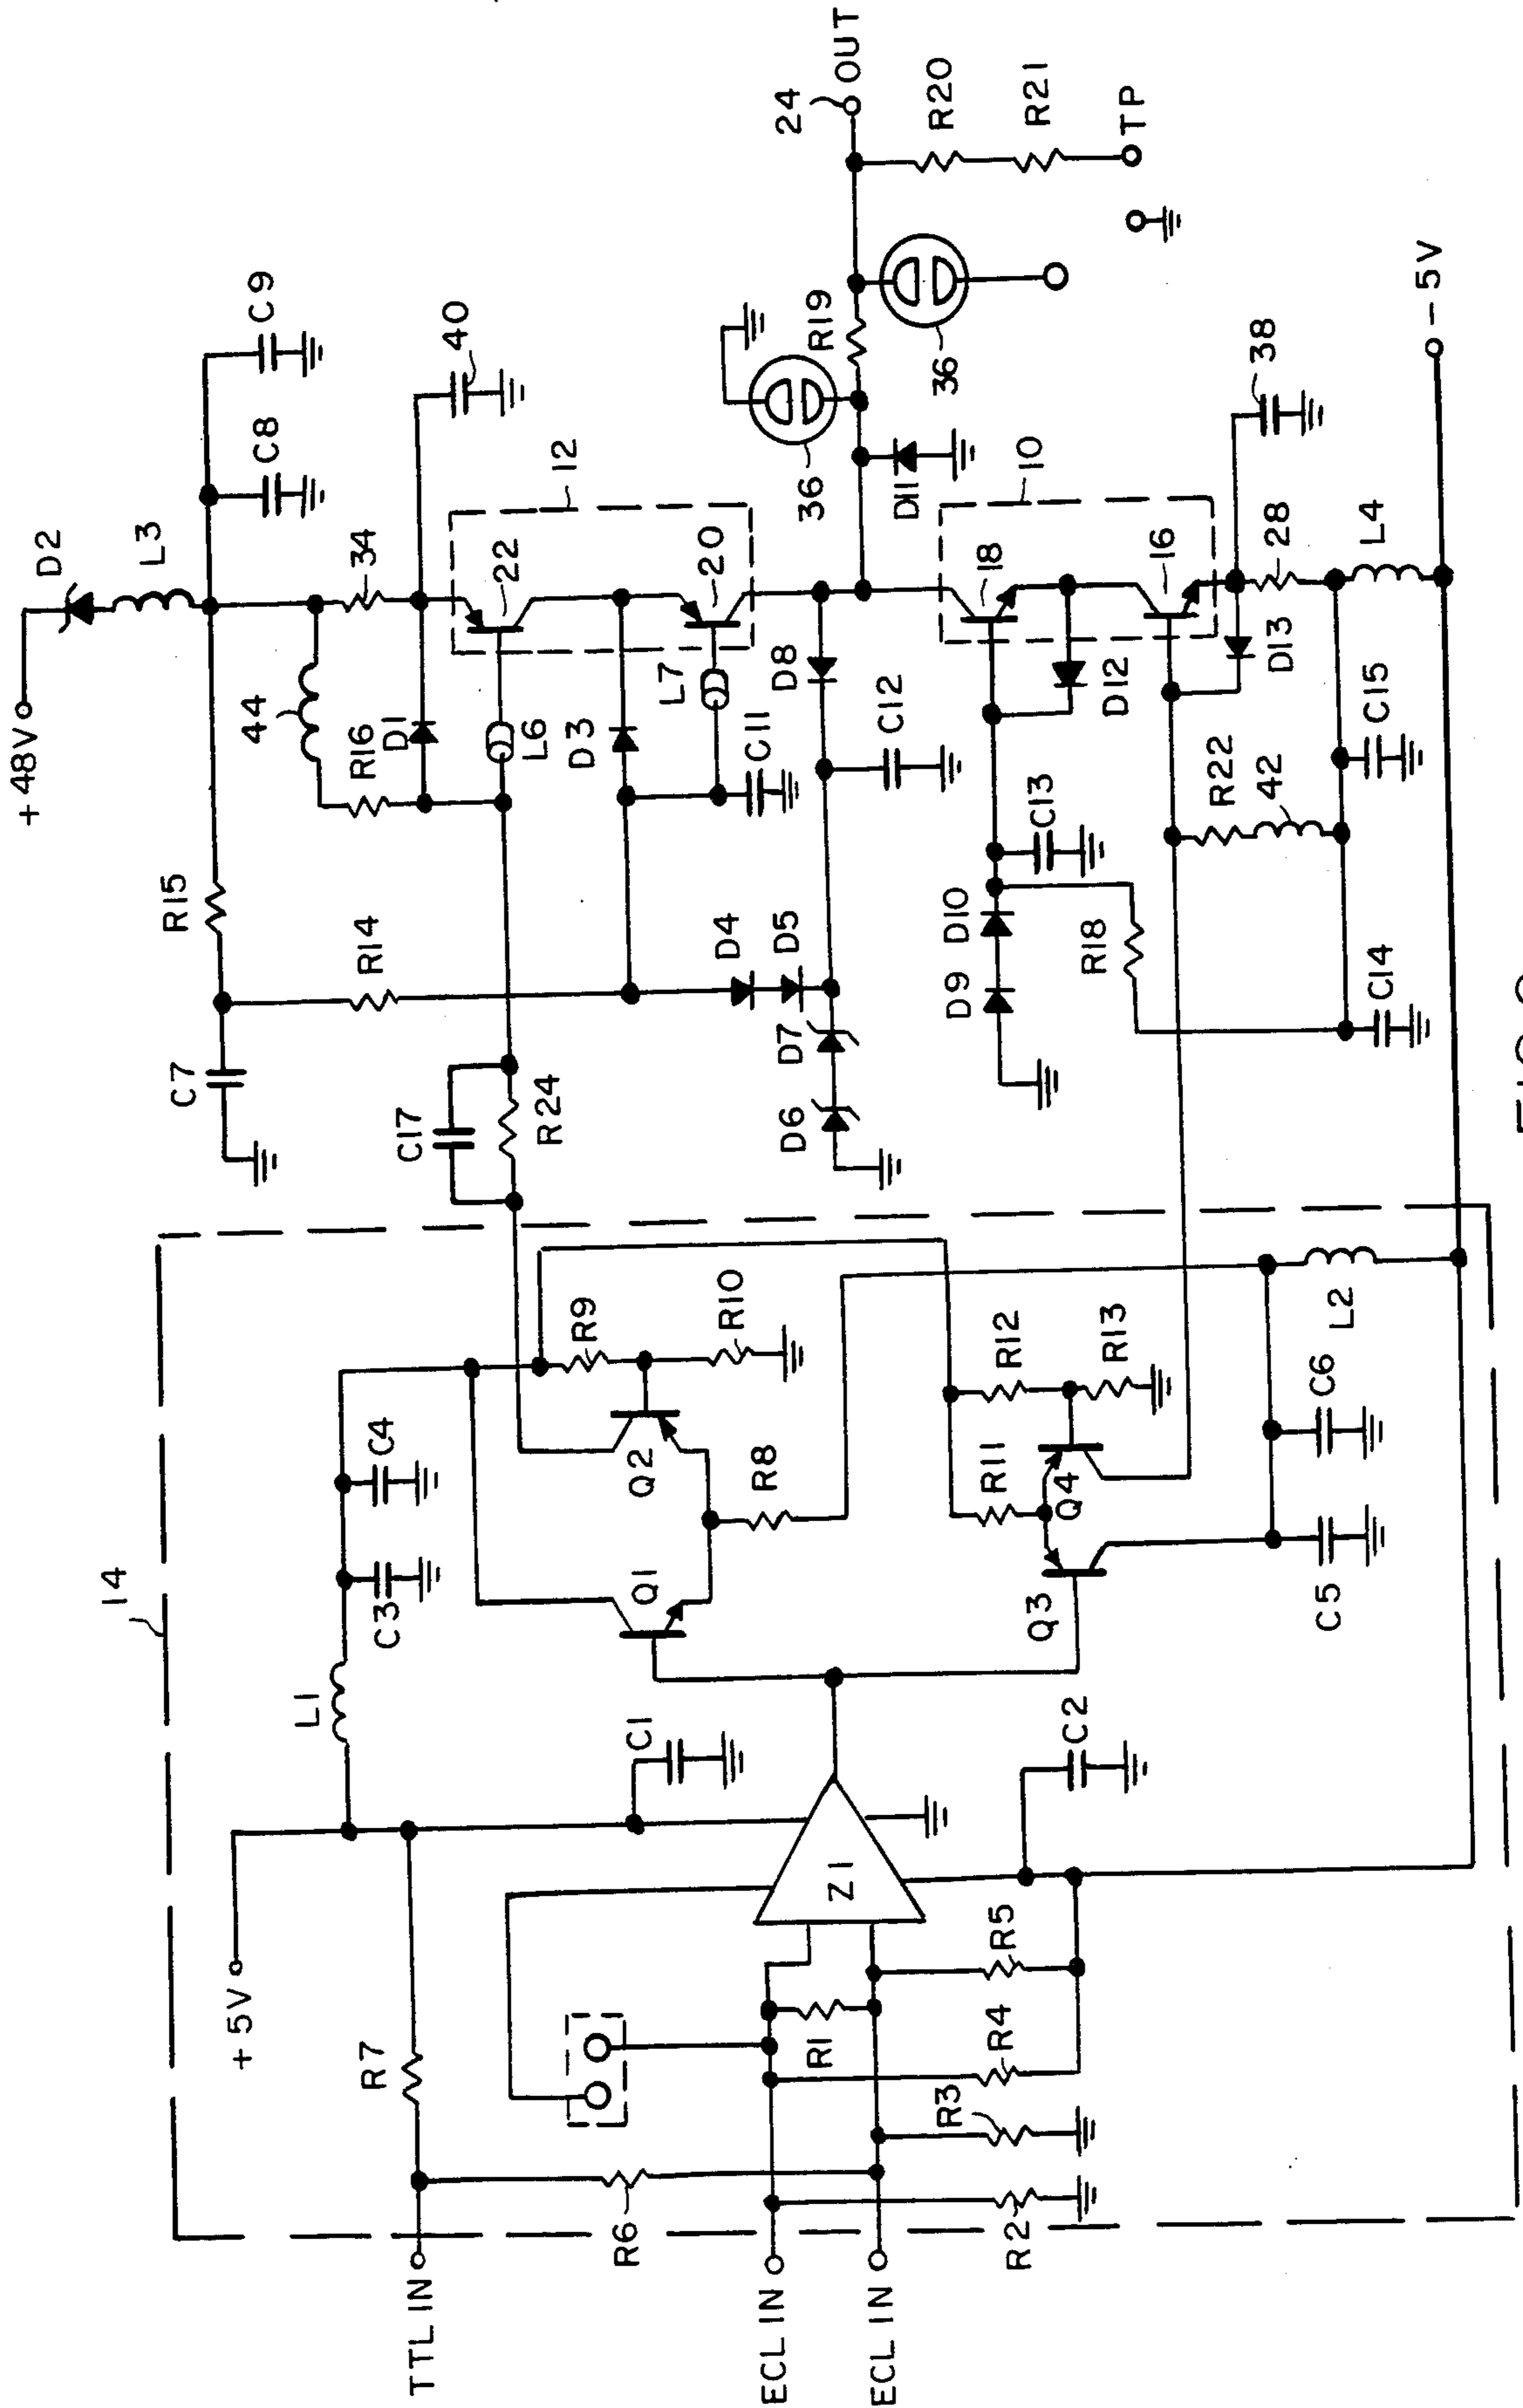 +48V
D2
L3
C8
C9
40
44
34
R15
R16
D1
22
12
L6
R14
C7
D3
20
L7
C11
C17
R24
D4
D5
D7
D6
D8
C12
36
R19
24
OUT
R20
R21
TP
36
D11
10
18
D10
D9
C13
D12
16
R18
R22
42
D13
28
38
C14
C15
L4
-5V
14
+5V
L1
C3
C4
R9
R10
Q1
Q2
R8
R7
C1
Z1
TTL IN
R6
ECL IN
ECL IN
R1
R2
R3
R4
R5
C2
Q3
Q4
R11
R12
R13
C5
C6
L2